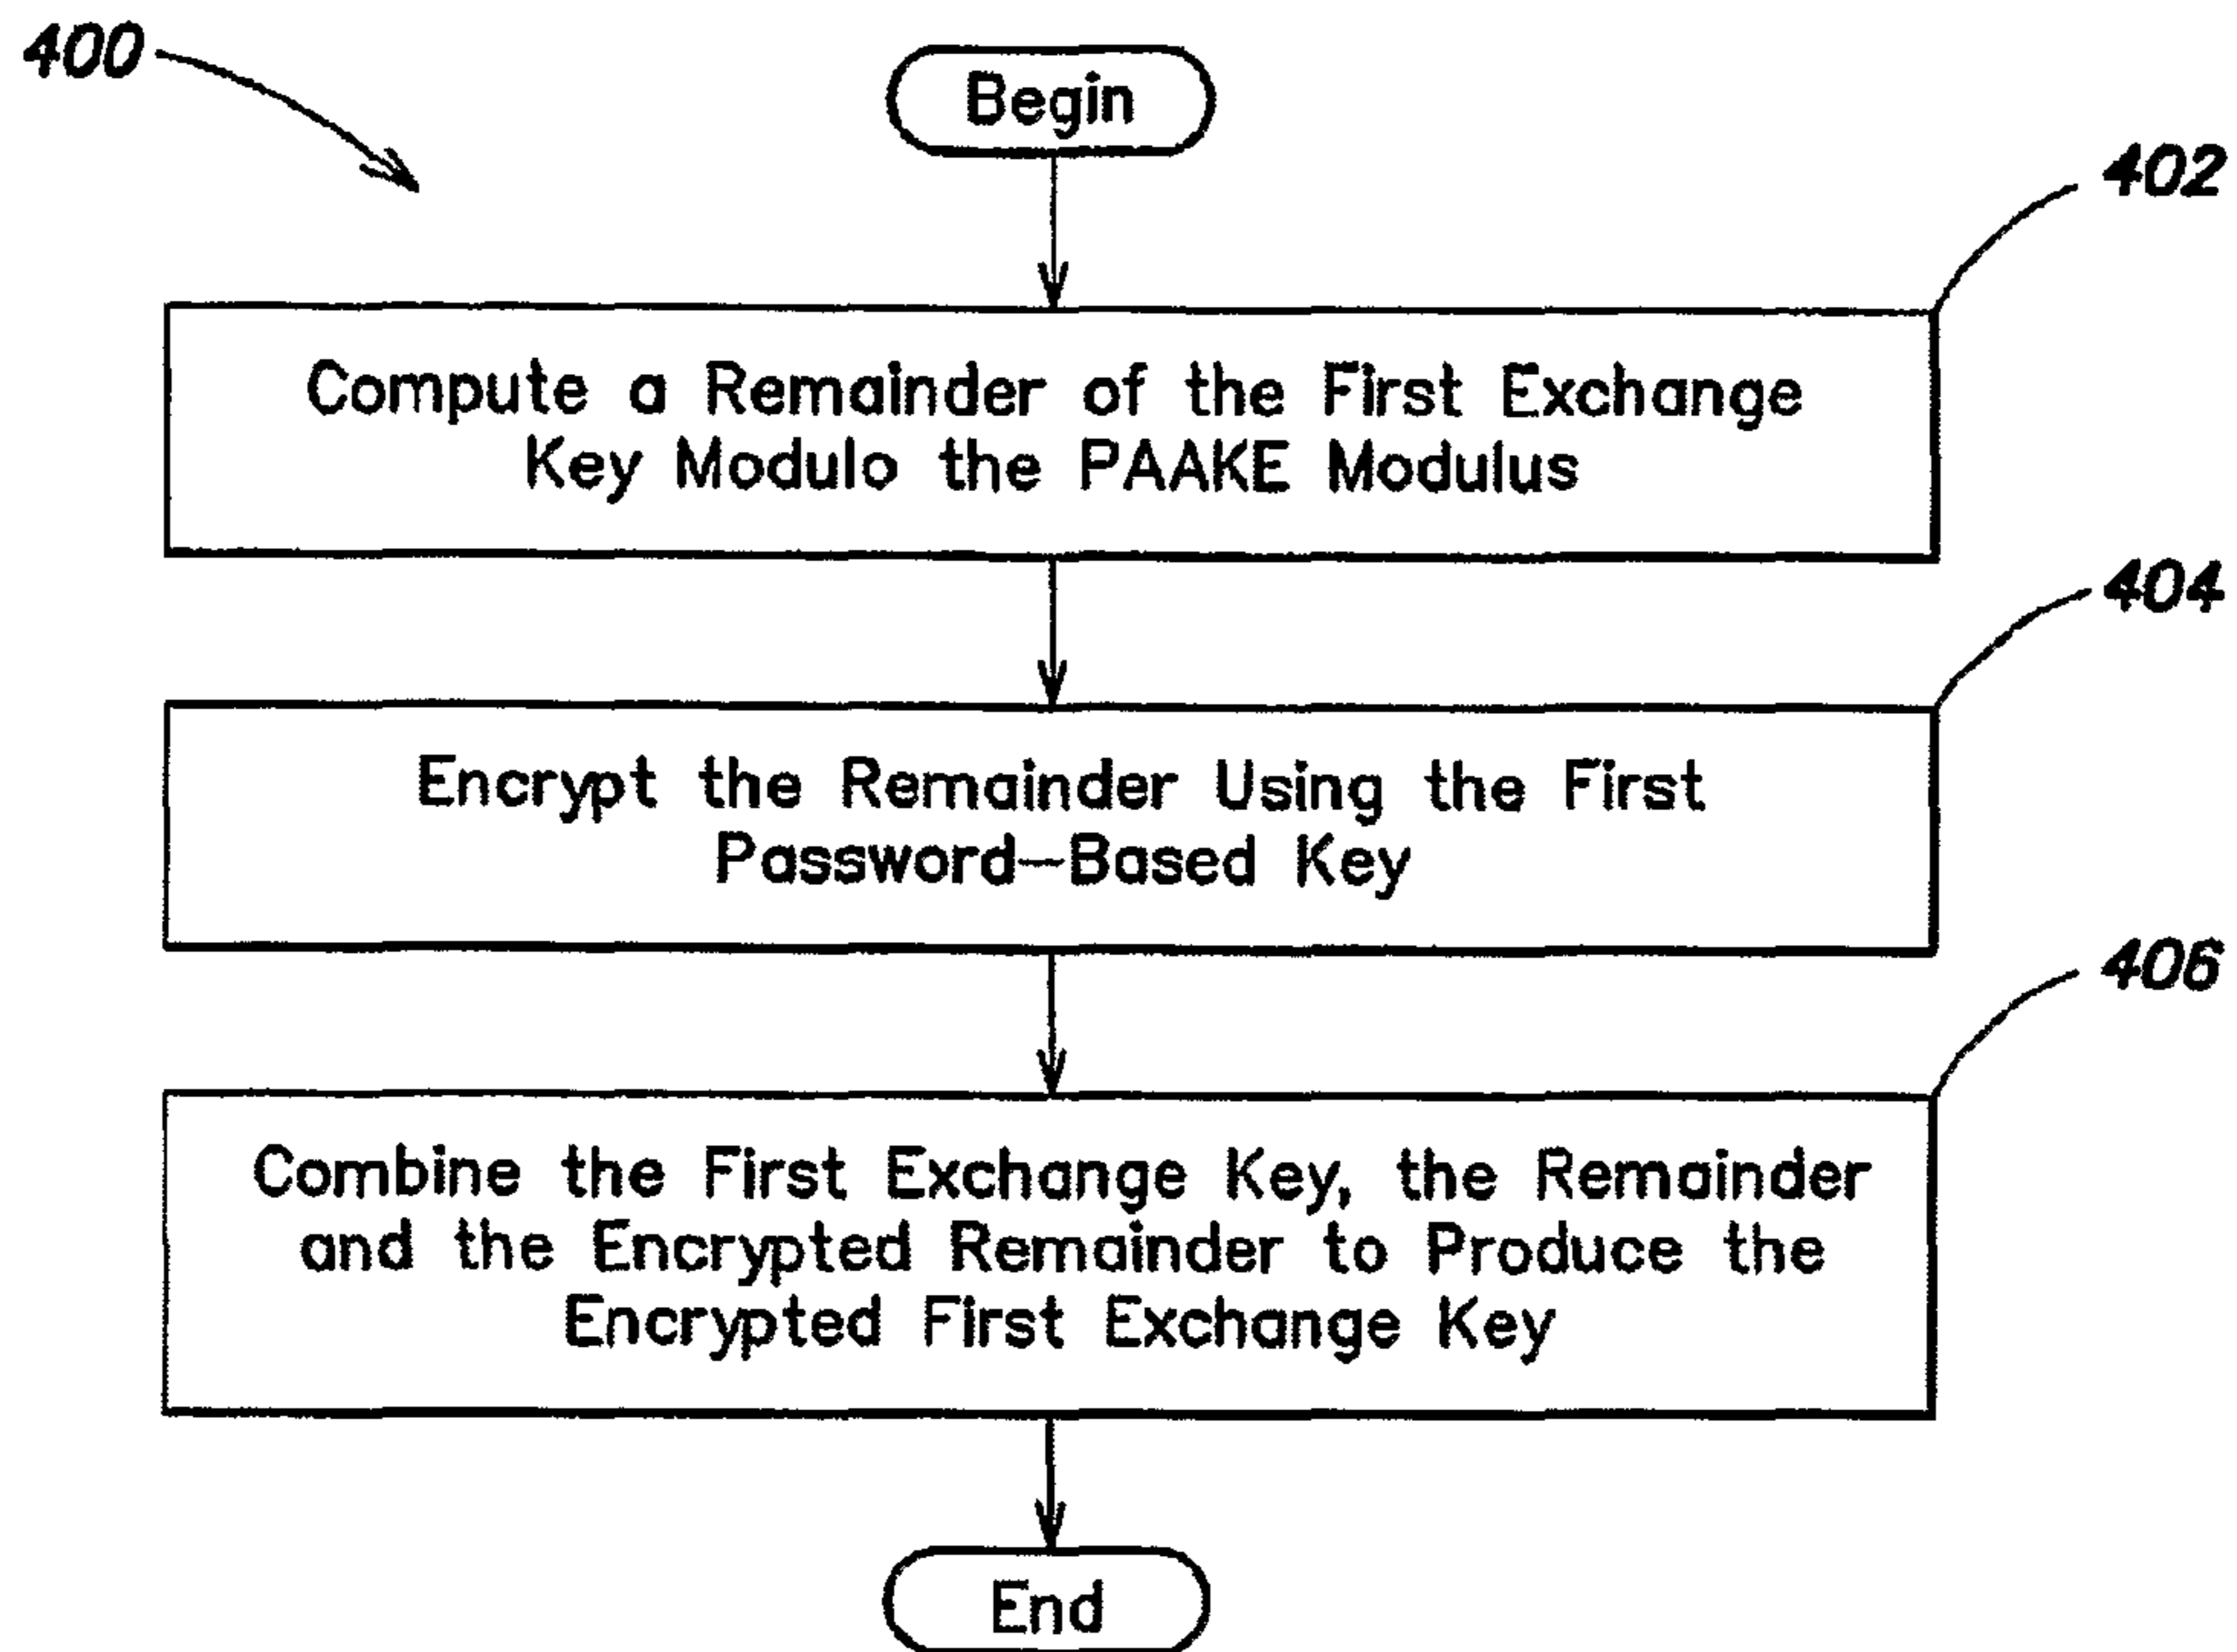 400
Begin
402
Compute a Remainder of the First Exchange
Key Modulo the PAAKE Modulus
404
Encrypt the Remainder Using the First
Password-Based Key
406
Combine the First Exchange Key, the Remainder
and the Encrypted Remainder to Produce the
Encrypted First Exchange Key
End